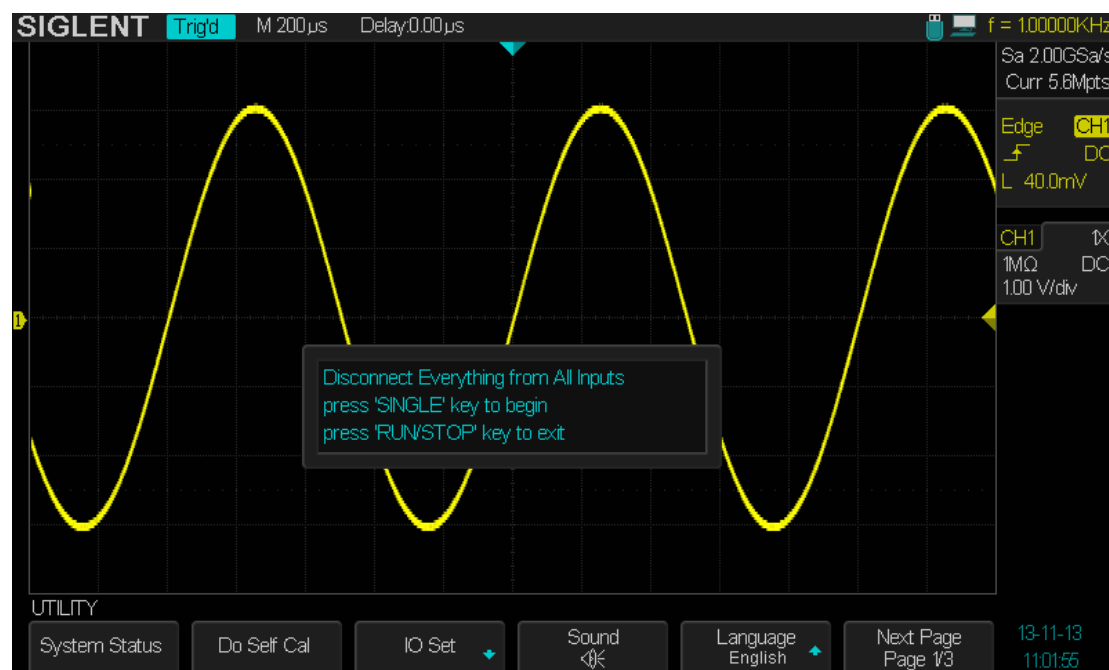 SIGLENT Trig'd M 200µs Delay:0.00µs f = 1.00000KHz
Sa 2.00GSa/s
Curr 5.6Mpts
Edge CH1
DC
L 40.0mV
CH1 1X
1MΩ DC
1.00 V/div
1
Disconnect Everything from All Inputs
press 'SINGLE' key to begin
press 'RUN/STOP' key to exit
UTILITY
System Status Do Self Cal IO Set Sound Language Next Page
English Page 1/3
13-11-13
11:01:55